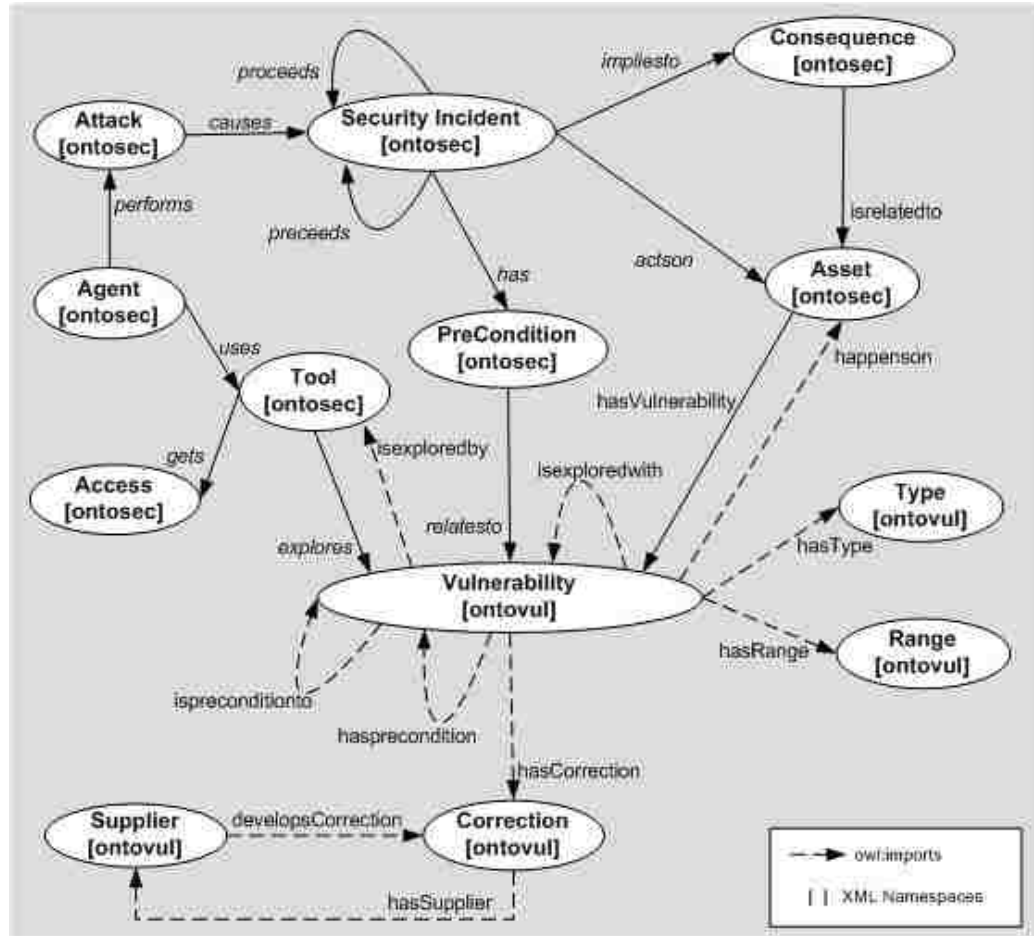 Consequence
[ontosec]
proceeds
impliesto
Attack
[ontosec]
causes
Security Incident
[ontosec]
performs
preceeds
isrelatedto
has
actson
Agent
[ontosec]
Asset
[ontosec]
PreCondition
[ontosec]
uses
happenson
Tool
[ontosec]
hasVulnerability
isexploredby
gets
isexploredwith
Access
[ontosec]
Type
[ontovul]
explores
relatesto
hasType
Vulnerability
[ontovul]
hasRange
Range
[ontovul]
ispreconditionto
hasprecondition
hasCorrection
Supplier
[ontovul]
developsCorrection
Correction
[ontovul]
hasSupplier
owl:imports
[ ] XML Namespaces